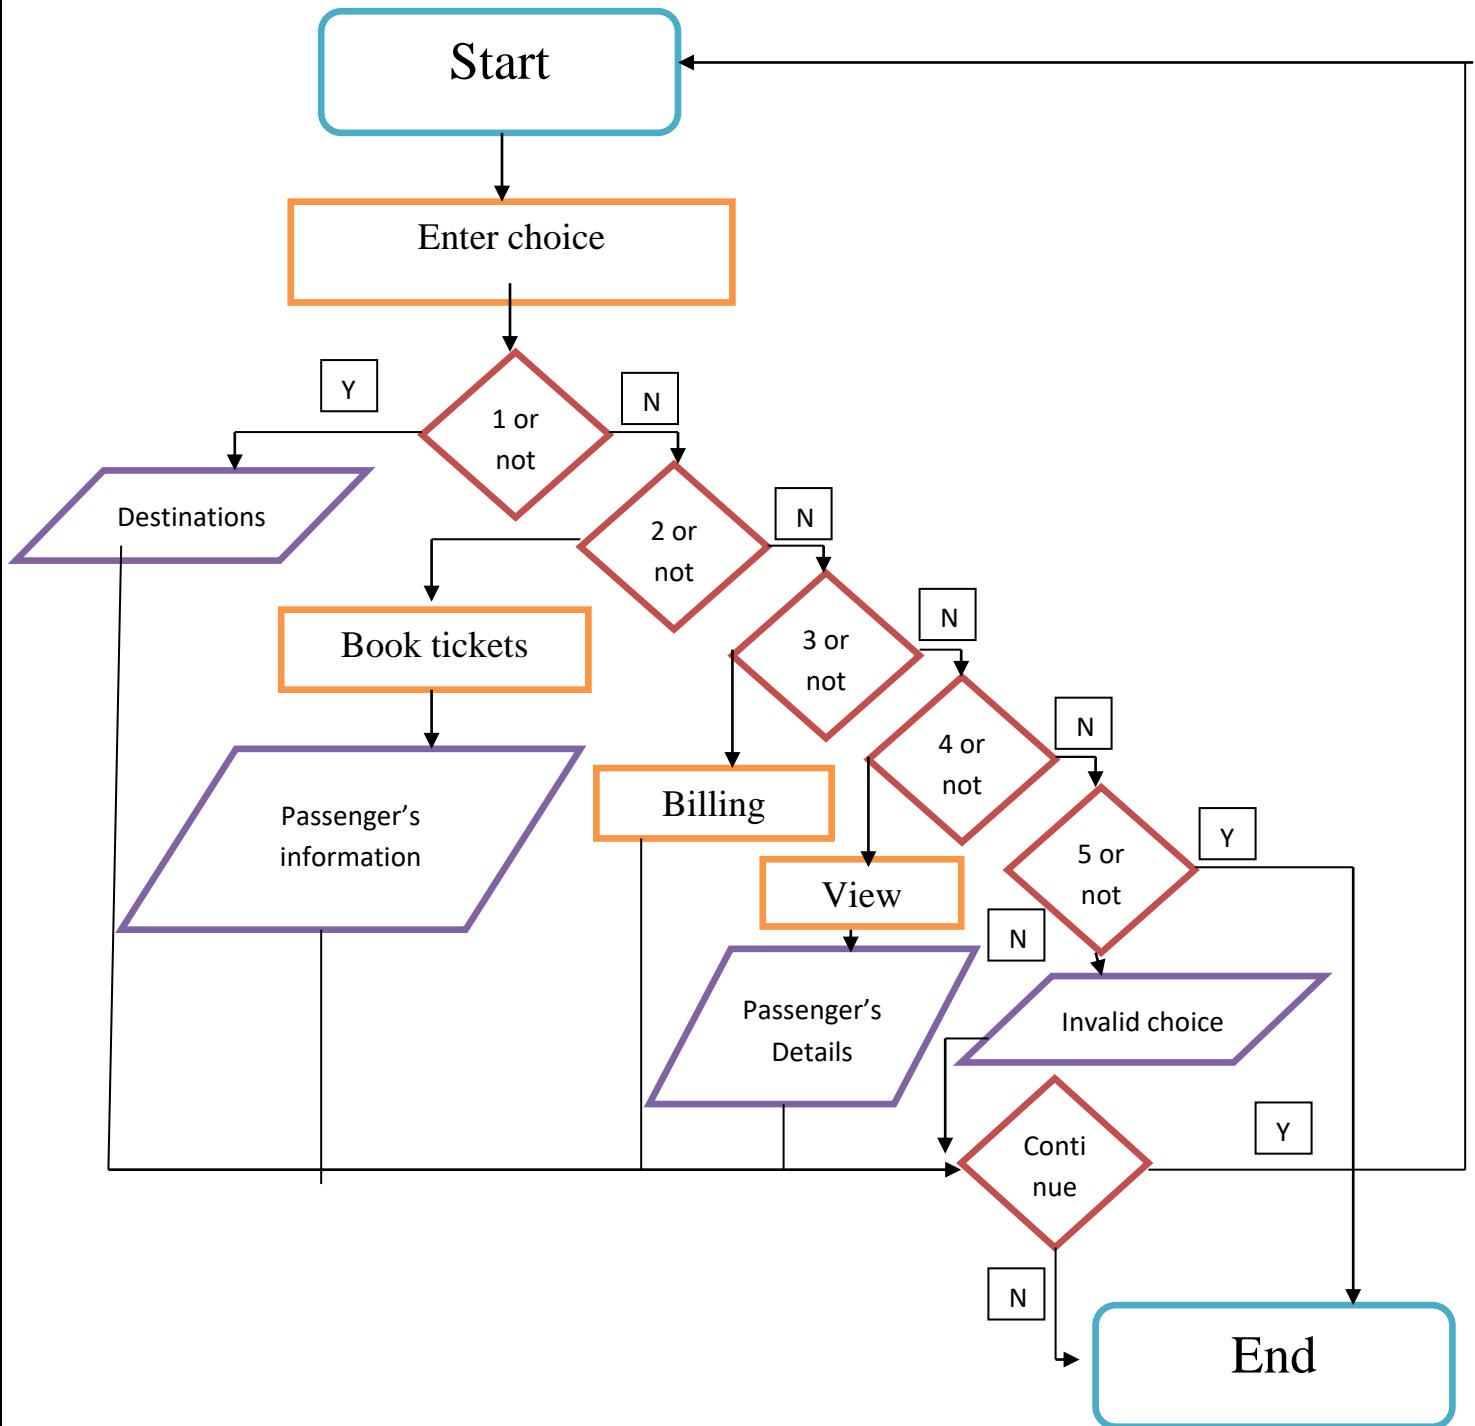 Start
Enter choice
Y
N
1 or
not
Destinations
N
2 or
not
Book tickets
N
3 or
not
N
4 or
not
Billing
Passenger’s
information
Y
5 or
not
View
N
Passenger’s
Details
Invalid choice
Y
Conti
nue
N
End